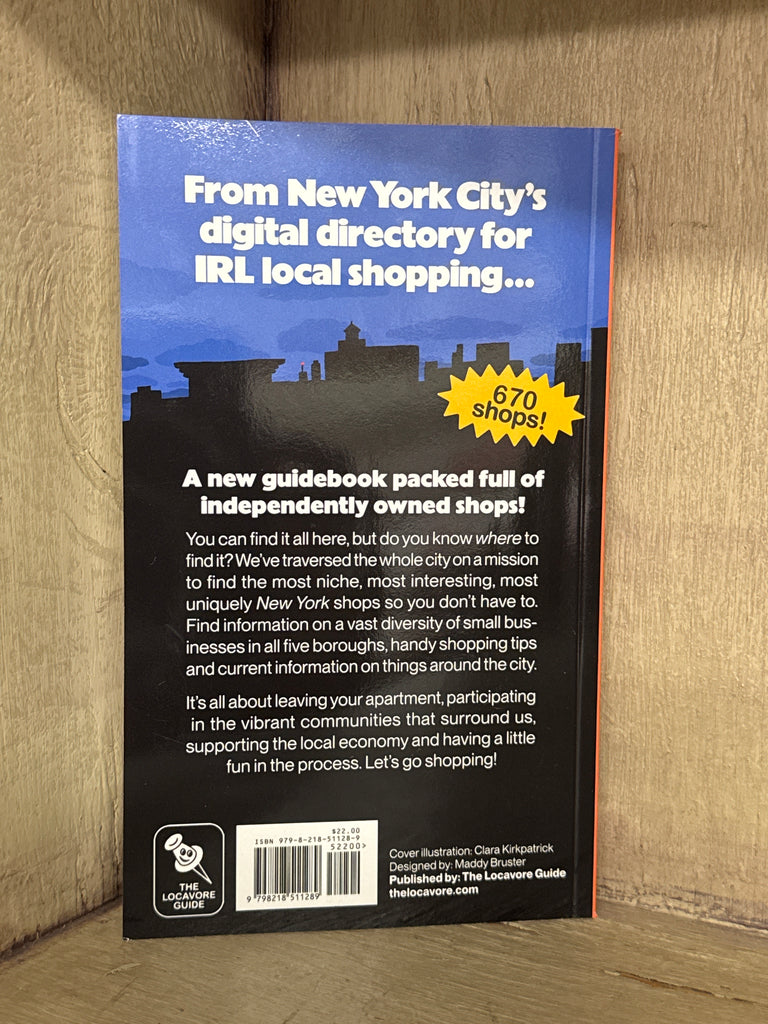 From New York City's
digital directory for
IRL local shopping...
670
shops!
A new guidebook packed full of
independently owned shops!
You can find it all here, but do you know where to
find it? We've traversed the whole city on a mission
to find the most niche, most interesting, most
uniquely New York shops so you don't have to.
Find information on a vast diversity of small bus-
inesses in all five boroughs, handy shopping tips
and current information on things around the city.
It's all about leaving your apartment, participating
in the vibrant communities that surround us,
supporting the local economy and having a little
fun in the process. Let's go shopping!
THE
LOCAVORE
GUIDE
$22.00
ISBN 979-8-218-51128-9
52200>
9 798218 511289
Cover illustration: Clara Kirkpatrick
Designed by: Maddy Bruster
Published by: The Locavore Guide
thelocavore.com